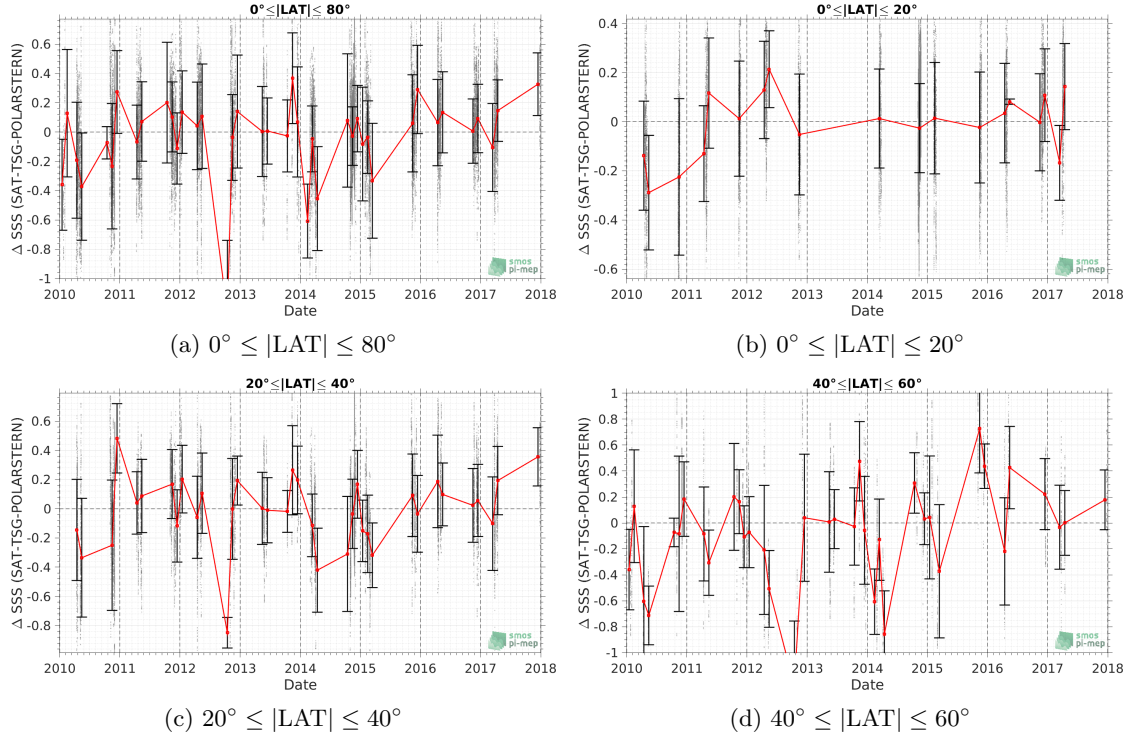 0°≤|LAT|≤ 80°
Δ SSS (SAT-TSG-POLARSTERN)
0.6
0.4
0.2
0
-0.2
-0.4
-0.6
-0.8
-1
2010 2011 2012 2013 2014 2015 2016 2017 2018
Date
smos
pi-mep
(a) 0° ≤ |LAT| ≤ 80°
0°≤|LAT|≤ 20°
Δ SSS (SAT-TSG-POLARSTERN)
0.4
0.2
0
-0.2
-0.4
-0.6
2010 2011 2012 2013 2014 2015 2016 2017 2018
Date
smos
pi-mep
(b) 0° ≤ |LAT| ≤ 20°
20°≤|LAT|≤ 40°
Δ SSS (SAT-TSG-POLARSTERN)
0.6
0.4
0.2
0
-0.2
-0.4
-0.6
-0.8
2010 2011 2012 2013 2014 2015 2016 2017 2018
Date
smos
pi-mep
(c) 20° ≤ |LAT| ≤ 40°
40°≤|LAT|≤ 60°
Δ SSS (SAT-TSG-POLARSTERN)
1
0.8
0.6
0.4
0.2
0
-0.2
-0.4
-0.6
-0.8
-1
2010 2011 2012 2013 2014 2015 2016 2017 2018
Date
smos
pi-mep
(d) 40° ≤ |LAT| ≤ 60°